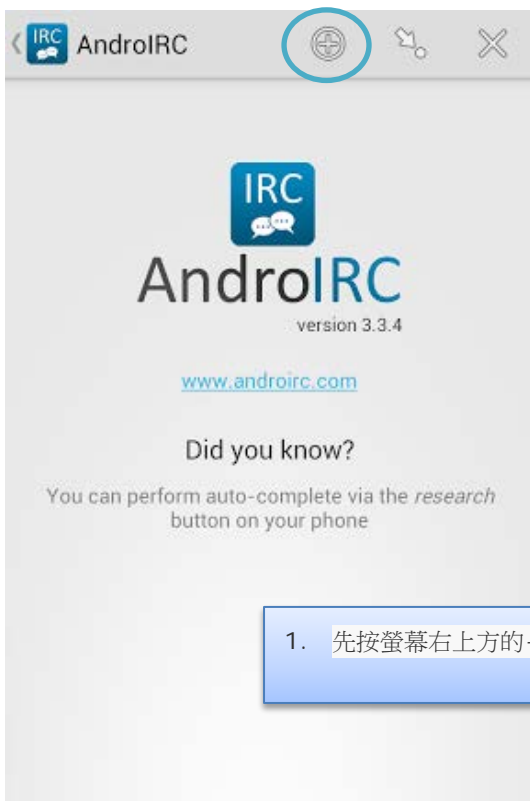 IRC AndroIRC
IRC
AndroIRC
version 3.3.4
www.androirc.com
Did you know?
You can perform auto-complete via the research
button on your phone
1. 先按螢幕右上方的